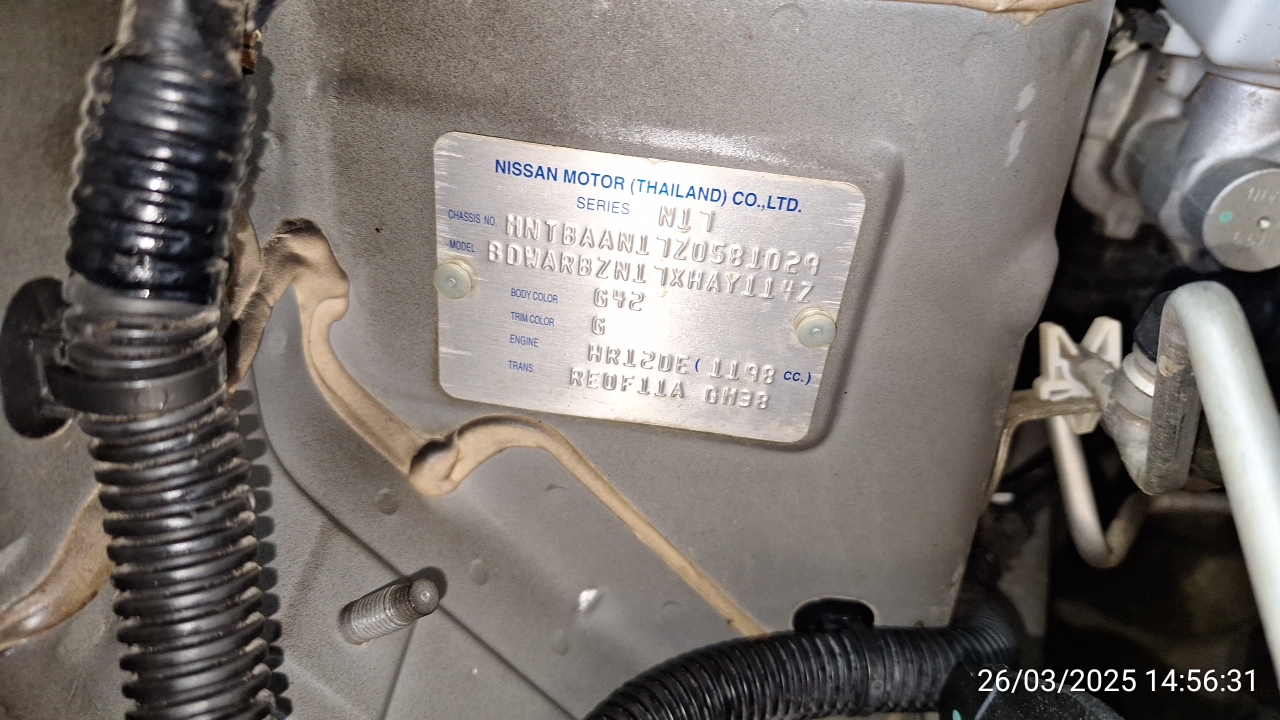 NISSAN MOTOR (THAILAND) CO.,LTD.
SERIES N17
CHASSIS NO. MNTBAAN17Z0581029
MODEL BDWARBZN17XHAY114Z
BODY COLOR G42
TRIM COLOR G
ENGINE HR12DE ( 1198 CC.)
TRANS. RE0F11A GH38
26/03/2025 14:56:31